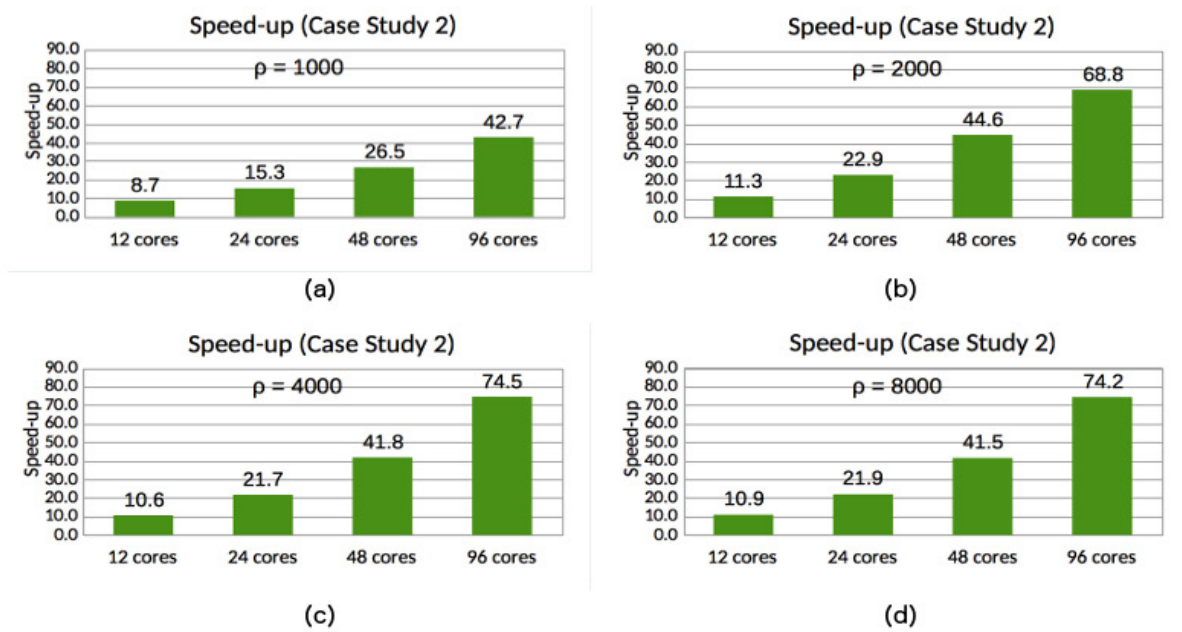 Speed-up (Case Study 2)
ρ = 1000
Speed-up
90.0
80.0
70.0
60.0
50.0
40.0
30.0
20.0
10.0
0.0
8.7
15.3
26.5
42.7
12 cores
24 cores
48 cores
96 cores
(a)
Speed-up (Case Study 2)
ρ = 2000
Speed-up
90.0
80.0
70.0
60.0
50.0
40.0
30.0
20.0
10.0
0.0
11.3
22.9
44.6
68.8
12 cores
24 cores
48 cores
96 cores
(b)
Speed-up (Case Study 2)
ρ = 4000
Speed-up
90.0
80.0
70.0
60.0
50.0
40.0
30.0
20.0
10.0
0.0
10.6
21.7
41.8
74.5
12 cores
24 cores
48 cores
96 cores
(c)
Speed-up (Case Study 2)
ρ = 8000
Speed-up
90.0
80.0
70.0
60.0
50.0
40.0
30.0
20.0
10.0
0.0
10.9
21.9
41.5
74.2
12 cores
24 cores
48 cores
96 cores
(d)